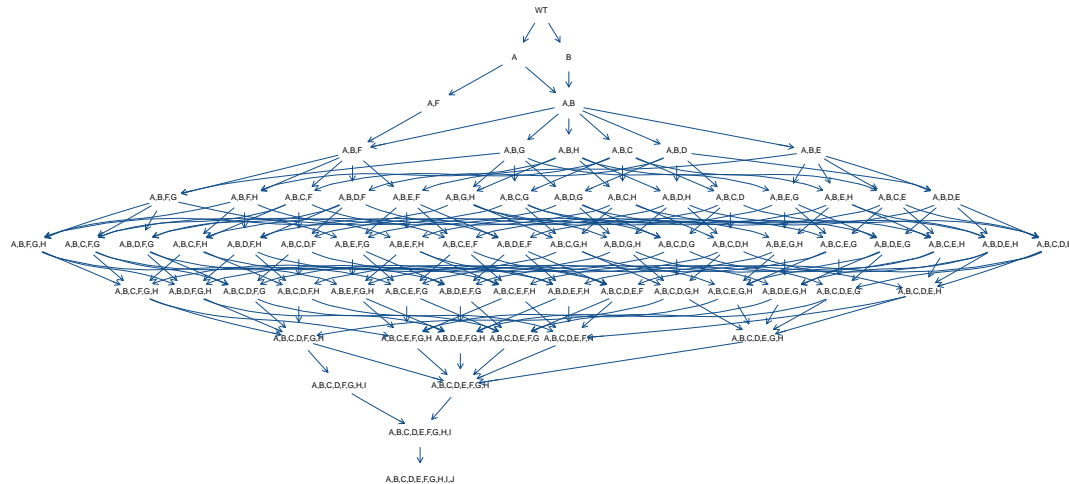 WT
A B
A,F A,B
A,B,F A,B,G A,B,H A,B,C A,B,D A,B,E
A,B,F,G A,B,F,H A,B,C,F A,B,D,F A,B,E,F A,B,G,H A,B,C,G A,B,D,G A,B,C,H A,B,D,H A,B,C,D A,B,E,G A,B,E,H A,B,C,E A,B,D,E
A,B,F,G,H A,B,C,F,G A,B,D,F,G A,B,C,F,H A,B,D,F,H A,B,C,D,F A,B,E,F,G A,B,E,F,H A,B,C,E,F A,B,D,E,F A,B,C,G,H A,B,D,G,H A,B,C,D,G A,B,C,D,H A,B,E,G,H A,B,C,E,G A,B,D,E,G A,B,C,E,H A,B,D,E,H A,B,C,D,E
A,B,C,F,G,H A,B,D,F,G,H A,B,C,D,F,G A,B,C,D,F,H A,B,E,F,G,H A,B,C,E,F,G A,B,D,E,F,G A,B,C,E,F,H A,B,D,E,F,H A,B,C,D,E,F A,B,C,D,G,H A,B,C,E,G,H A,B,D,E,G,H A,B,C,D,E,G A,B,C,D,E,H
A,B,C,D,F,G,H A,B,C,E,F,G,H A,B,D,E,F,G,H A,B,C,D,E,F,G A,B,C,D,E,F,H A,B,C,D,E,G,H
A,B,C,D,F,G,H,I A,B,C,D,E,F,G,H
A,B,C,D,E,F,G,H,I
A,B,C,D,E,F,G,H,I,J